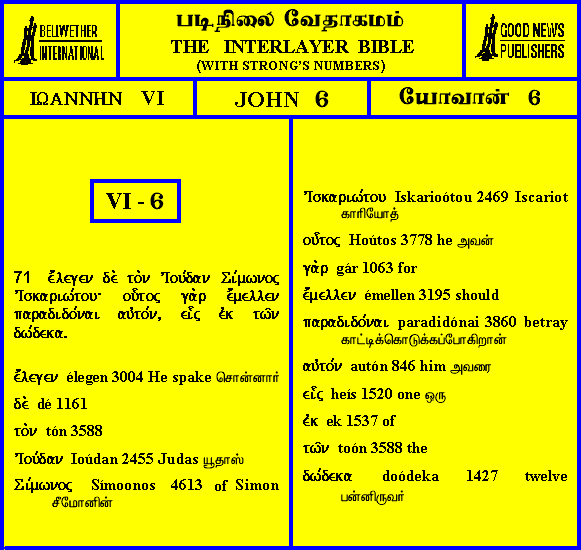 BELIWETHER
INTERNATIONAL
படிநிலை வேதாகமம்
THE INTERLAYER BIBLE
(WITH STRONG'S NUMBERS)
GOOD NEWS
PUBLISHERS
ΙΩΑΝΝΗΝ VI
JOHN 6
யோவான் 6
VI - 6
71 ἔλεγεν δὲ τὸν Ἰούδαν Σίμωνος
Ἰσκαριώτου· οὗτος γὰρ ἔμελλεν
παραδιδόναι αὐτόν, εἷς ἐκ τῶν
δώδεκα.
ἔλεγεν élegen 3004 He spake சொன்னார்
δὲ dé 1161
τὸν tón 3588
Ἰούδαν Ioúdan 2455 Judas யூதாஸ்
Σίμωνος Símoonos 4613 of Simon
சீமோனின்
Ἰσκαριώτου Iskarioótou 2469 Iscariot
காரியோத்
οὗτος Hoútos 3778 he அவன்
γὰρ gár 1063 for
ἔμελλεν émellen 3195 should
παραδιδόναι paradidónai 3860 betray
காட்டிக்கொடுக்கப்போகிறான்
αὐτόν autón 846 him அவரை
εἷς heís 1520 one ஒரு
ἐκ ek 1537 of
τῶν toón 3588 the
δώδεκα doódeka 1427 twelve
பன்னிருவர்